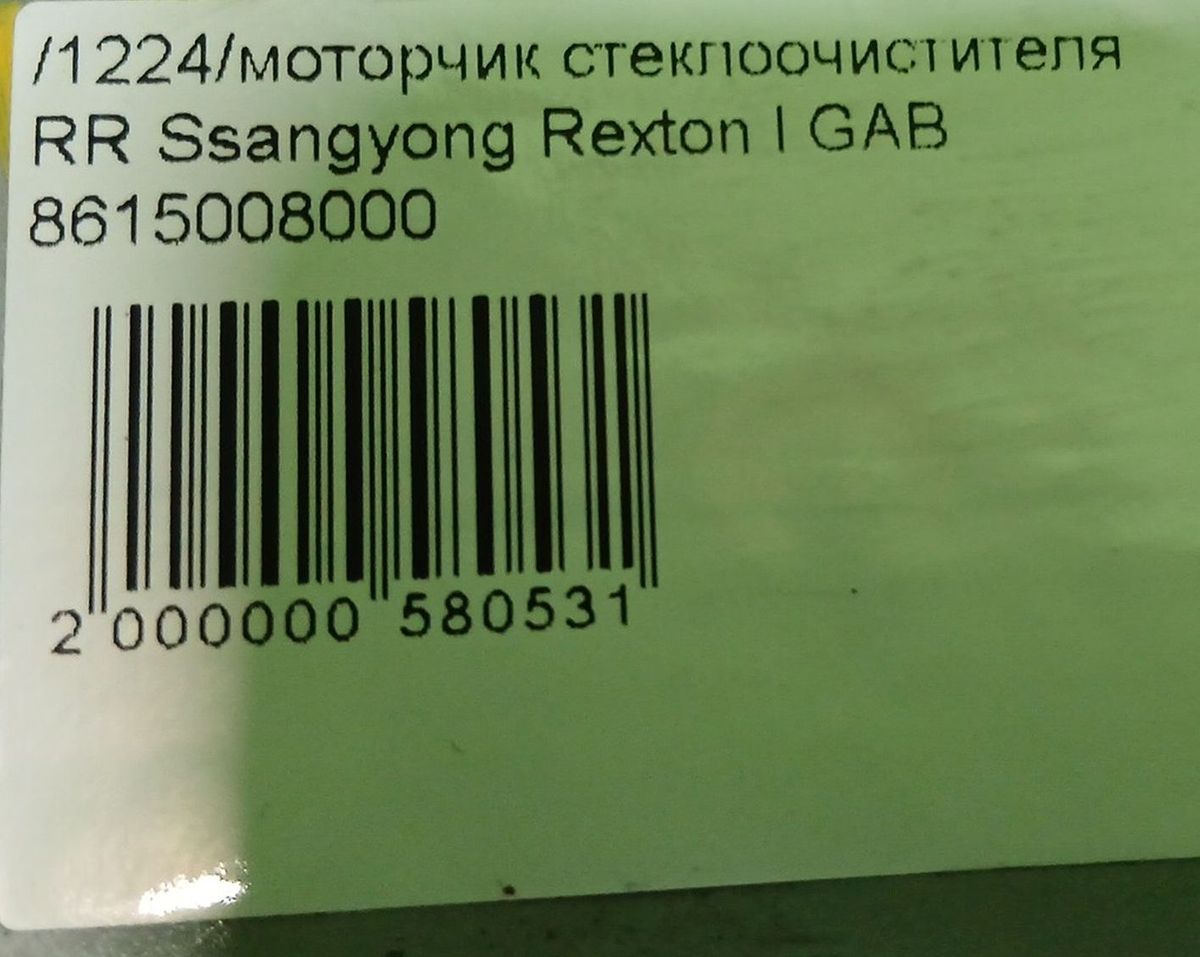 /1224/моторчик стеклоочистителя
RR Ssangyong Rexton I GAB
8615008000
2 000000 580531